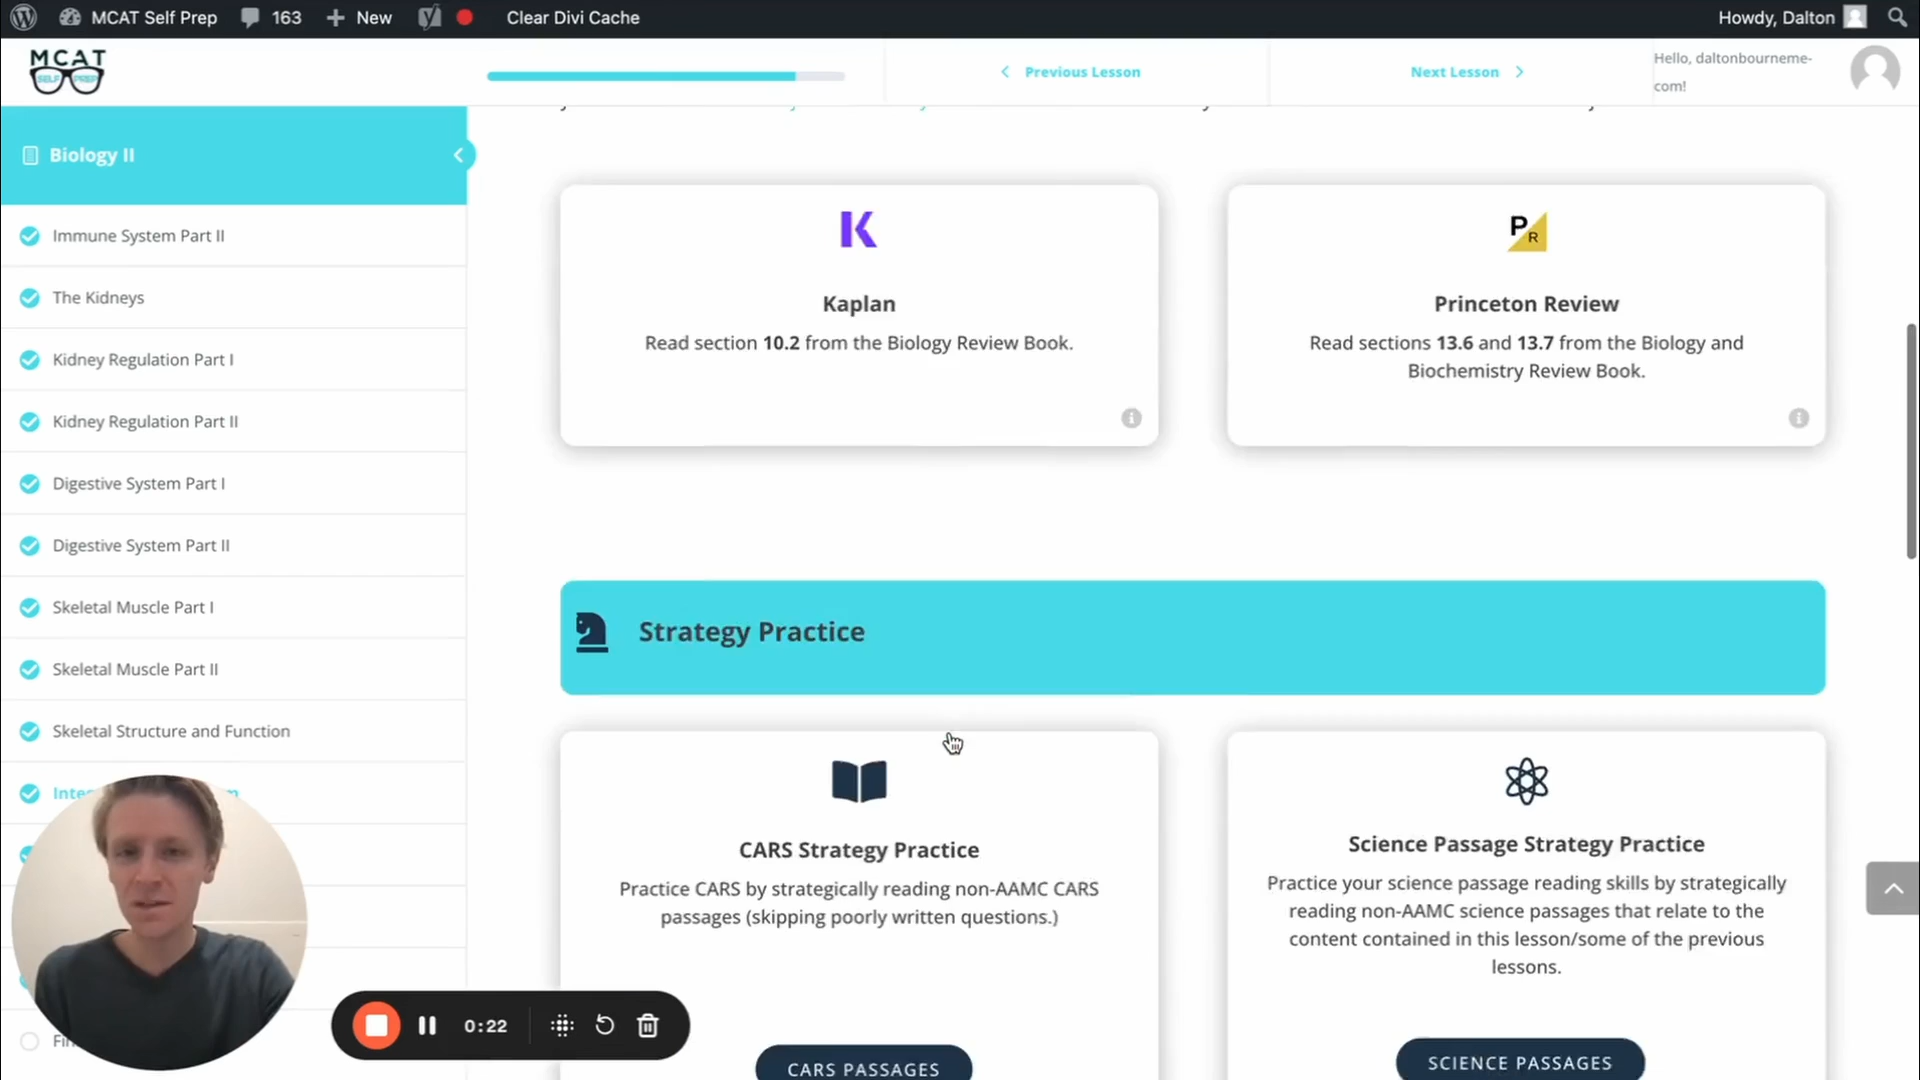 MCAT Self Prep 163 New Clear Divi Cache Howdy, Dalton
MCAT
SELF PREP
Previous Lesson
Next Lesson
Hello, daltonbourneme-
com!
Biology II
Immune System Part II
The Kidneys
Kidney Regulation Part I
Kidney Regulation Part II
Digestive System Part I
Digestive System Part II
Skeletal Muscle Part I
Skeletal Muscle Part II
Skeletal Structure and Function
K
Kaplan
Read section 10.2 from the Biology Review Book.
P
R
Princeton Review
Read sections 13.6 and 13.7 from the Biology and
Biochemistry Review Book.
Strategy Practice
CARS Strategy Practice
Practice CARS by strategically reading non-AAMC CARS
passages (skipping poorly written questions.)
CARS PASSAGES
Science Passage Strategy Practice
Practice your science passage reading skills by strategically
reading non-AAMC science passages that relate to the
content contained in this lesson/some of the previous
lessons.
SCIENCE PASSAGES
0:22